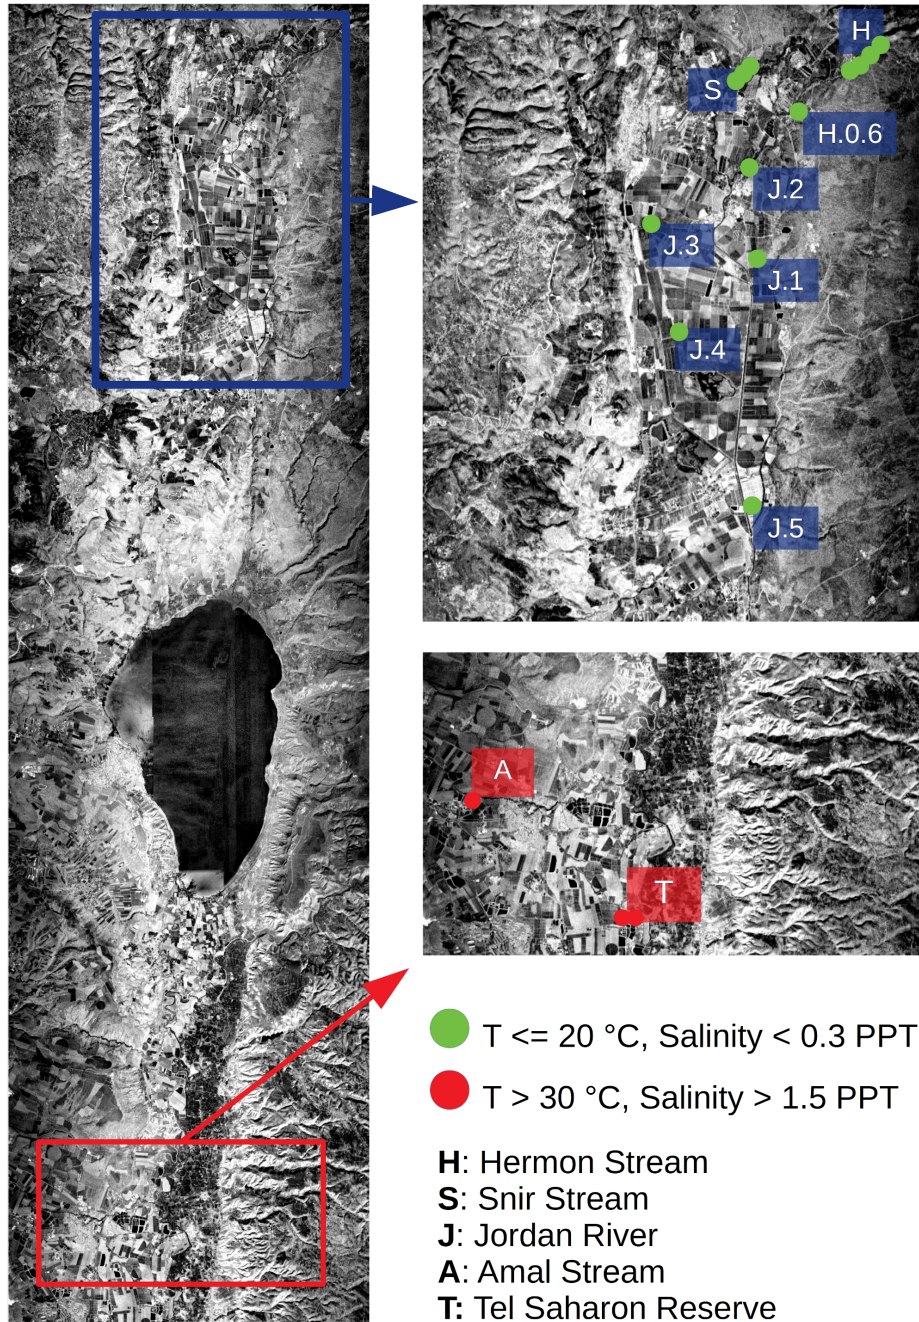 H
S
H.0.6
J.2
J.3
J.1
J.4
J.5
A
T
T <= 20 °C, Salinity < 0.3 PPT
T > 30 °C, Salinity > 1.5 PPT
H: Hermon Stream
S: Snir Stream
J: Jordan River
A: Amal Stream
T: Tel Saharon Reserve